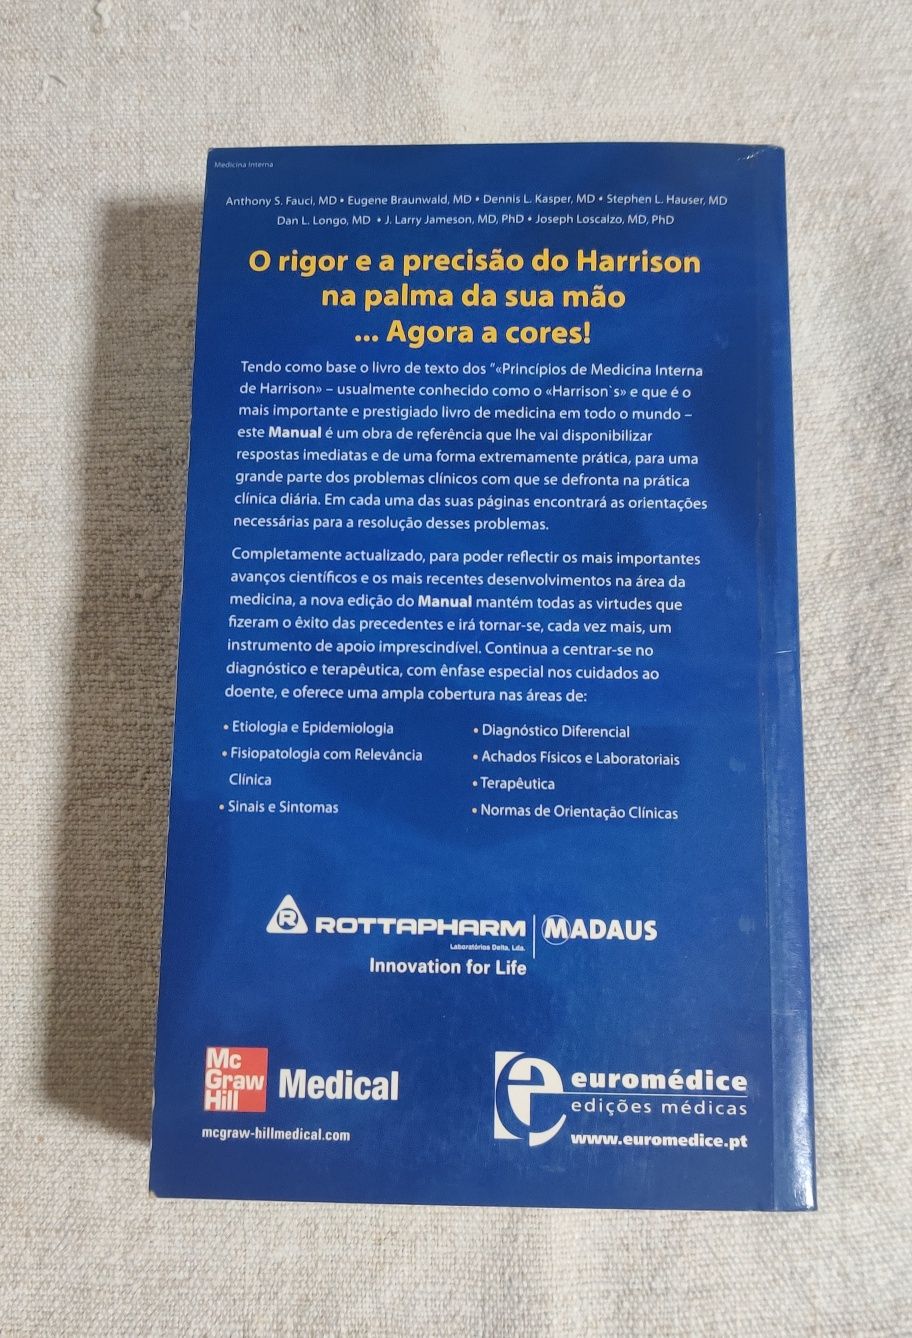 Medicina Interna
Anthony S. Fauci, MD • Eugene Braunwald, MD • Dennis L. Kasper, MD • Stephen L. Hauser, MD
Dan L. Longo, MD • J. Larry Jameson, MD, PhD • Joseph Loscalzo, MD, PhD
O rigor e a precisão do Harrison
na palma da sua mão
... Agora a cores!
Tendo como base o livro de texto dos "«Princípios de Medicina Interna
de Harrison» – usualmente conhecido como o «Harrison`s» e que é o
mais importante e prestigiado livro de medicina em todo o mundo –
este Manual é um obra de referência que lhe vai disponibilizar
respostas imediatas e de uma forma extremamente prática, para uma
grande parte dos problemas clínicos com que se defronta na prática
clínica diária. Em cada uma das suas páginas encontrará as orientações
necessárias para a resolução desses problemas.
Completamente actualizado, para poder reflectir os mais importantes
avanços científicos e os mais recentes desenvolvimentos na área da
medicina, a nova edição do Manual mantém todas as virtudes que
fizeram o êxito das precedentes e irá tornar-se, cada vez mais, um
instrumento de apoio imprescindível. Continua a centrar-se no
diagnóstico e terapêutica, com ênfase especial nos cuidados ao
doente, e oferece uma ampla cobertura nas áreas de:
• Etiologia e Epidemiologia
• Fisiopatologia com Relevância
Clínica
• Sinais e Sintomas
• Diagnóstico Diferencial
• Achados Físicos e Laboratoriais
• Terapêutica
• Normas de Orientação Clínicas
R ROTTAPHARM | MADAUS
Laboratórios Delta, Lda.
Innovation for Life
Mc
Graw
Hill
Medical
mcgraw-hillmedical.com
e euromédice
edições médicas
www.euromedice.pt